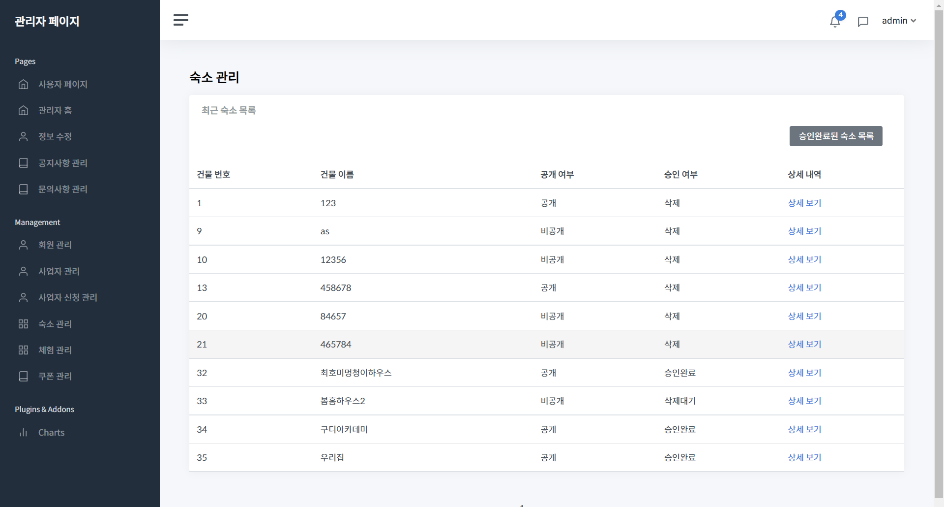 관리자 페이지
Pages
사용자 페이지
관리자 홈
정보 수정
공지사항 관리
문의사항 관리
Management
회원 관리
사업자 관리
사업자 신청 관리
숙소 관리
체험 관리
쿠폰 관리
Plugins & Addons
Charts
4
admin
숙소 관리
최근 숙소 목록
승인완료된 숙소 목록
건물 번호 건물 이름 공개 여부 승인 여부 상세 내역
1 123 공개 삭제 상세 보기
9 as 비공개 삭제 상세 보기
10 12356 비공개 삭제 상세 보기
13 458678 공개 삭제 상세 보기
20 84657 비공개 삭제 상세 보기
21 465784 비공개 삭제 상세 보기
32 최호비멍청이하우스 공개 승인완료 상세 보기
33 봄홈하우스2 비공개 삭제대기 상세 보기
34 구디아카데미 공개 승인완료 상세 보기
35 우리집 공개 승인완료 상세 보기